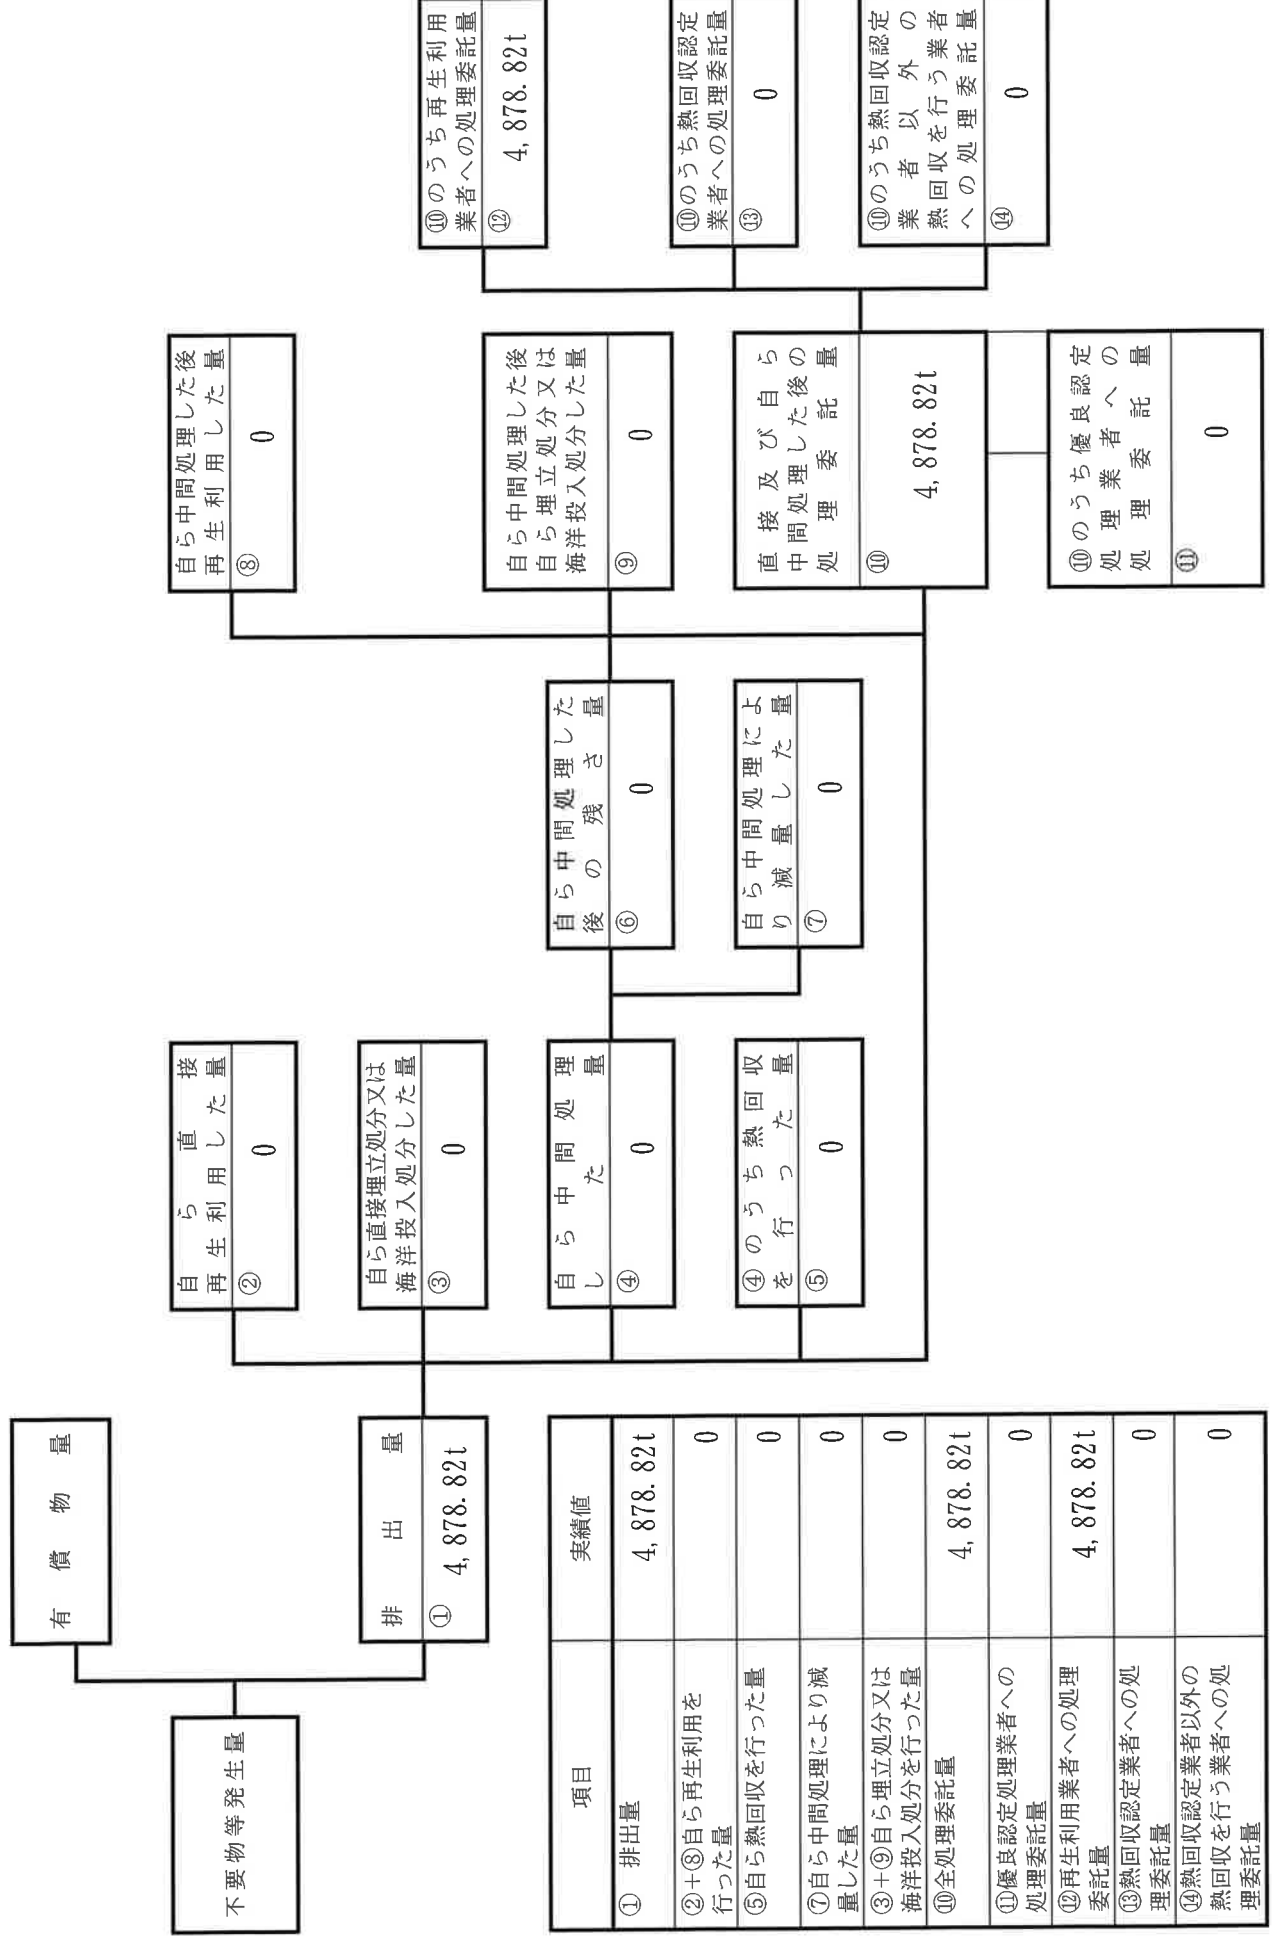 不要物等発生量
有償物量
排出量
① 4,878.82t
自ら直接
再生利用した量
② 0
自ら直接埋立処分又は
海洋投入処分した量
③ 0
自ら中間処理
した量
④ 0
④のうち熱回収
を行った量
⑤ 0
自ら中間処理した
後の残さ量
⑥ 0
自ら中間処理によ
り減量した量
⑦ 0
自ら中間処理した後
再生利用した量
⑧ 0
自ら中間処理した後
自ら埋立処分又は
海洋投入処分した量
⑨ 0
直接及び自ら
中間処理した後の
処理委託量
⑩ 4,878.82t
⑩のうち優良認定
処理業者への
処理委託量
⑪ 0
⑩のうち再生利用
業者への処理委託量
⑫ 4,878.82t
⑩のうち熱回収認定
業者への処理委託量
⑬ 0
⑩のうち熱回収認定
業者以外の
熱回収を行う業者
への処理委託量
⑭ 0
項目 実績値
① 排出量 4,878.82t
②+⑧自ら再生利用を
行った量 0
⑤自ら熱回収を行った量 0
⑦自ら中間処理により減
量した量 0
③+⑨自ら埋立処分又は
海洋投入処分を行った量 0
⑩全処理委託量 4,878.82t
⑪優良認定処理業者への
処理委託量 0
⑫再生利用業者への処理
委託量 4,878.82t
⑬熱回収認定業者への処
理委託量 0
⑭熱回収認定業者以外の
熱回収を行う業者への処
理委託量 0